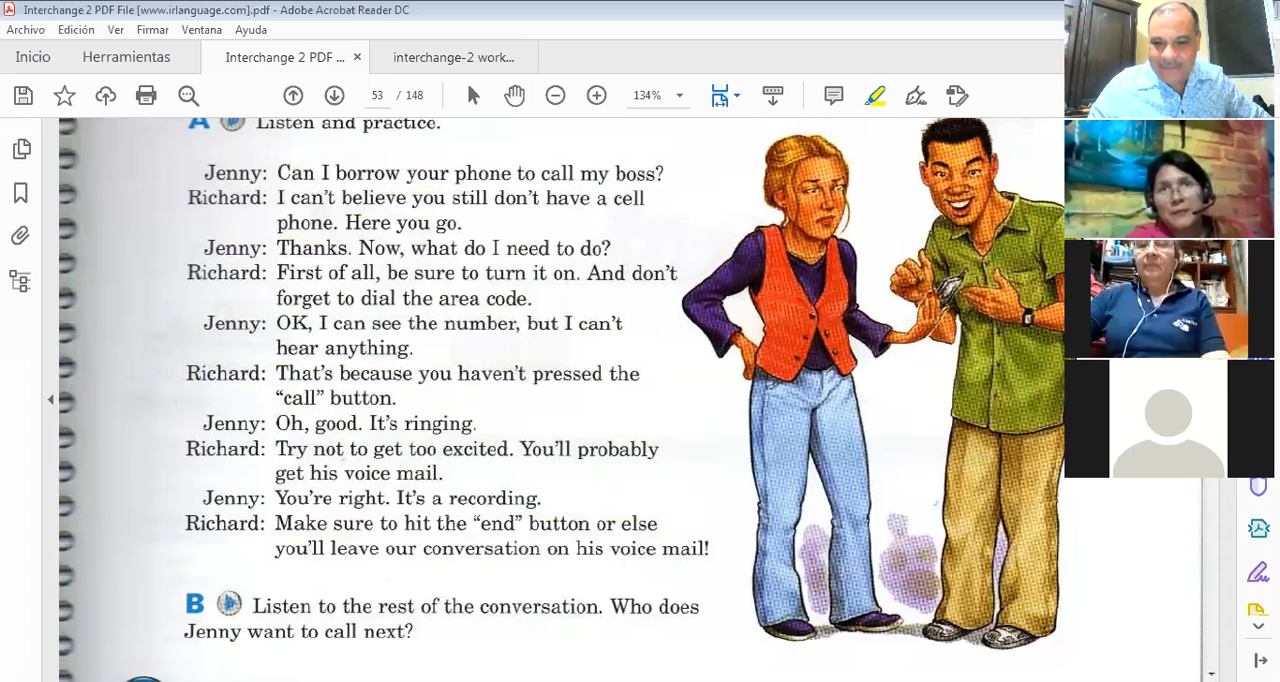 Interchange 2 PDF File [www.irlanguage.com].pdf - Adobe Acrobat Reader DC
Archivo Edición Ver Firmar Ventana Ayuda
Inicio Herramientas Interchange 2 PDF ... × interchange-2 work...
53 / 148 134%
A Listen and practice.
Jenny: Can I borrow your phone to call my boss?
Richard: I can't believe you still don't have a cell
phone. Here you go.
Jenny: Thanks. Now, what do I need to do?
Richard: First of all, be sure to turn it on. And don't
forget to dial the area code.
Jenny: OK, I can see the number, but I can't
hear anything.
Richard: That's because you haven't pressed the
“call” button.
Jenny: Oh, good. It's ringing.
Richard: Try not to get too excited. You'll probably
get his voice mail.
Jenny: You're right. It's a recording.
Richard: Make sure to hit the “end” button or else
you'll leave our conversation on his voice mail!
B Listen to the rest of the conversation. Who does
Jenny want to call next?